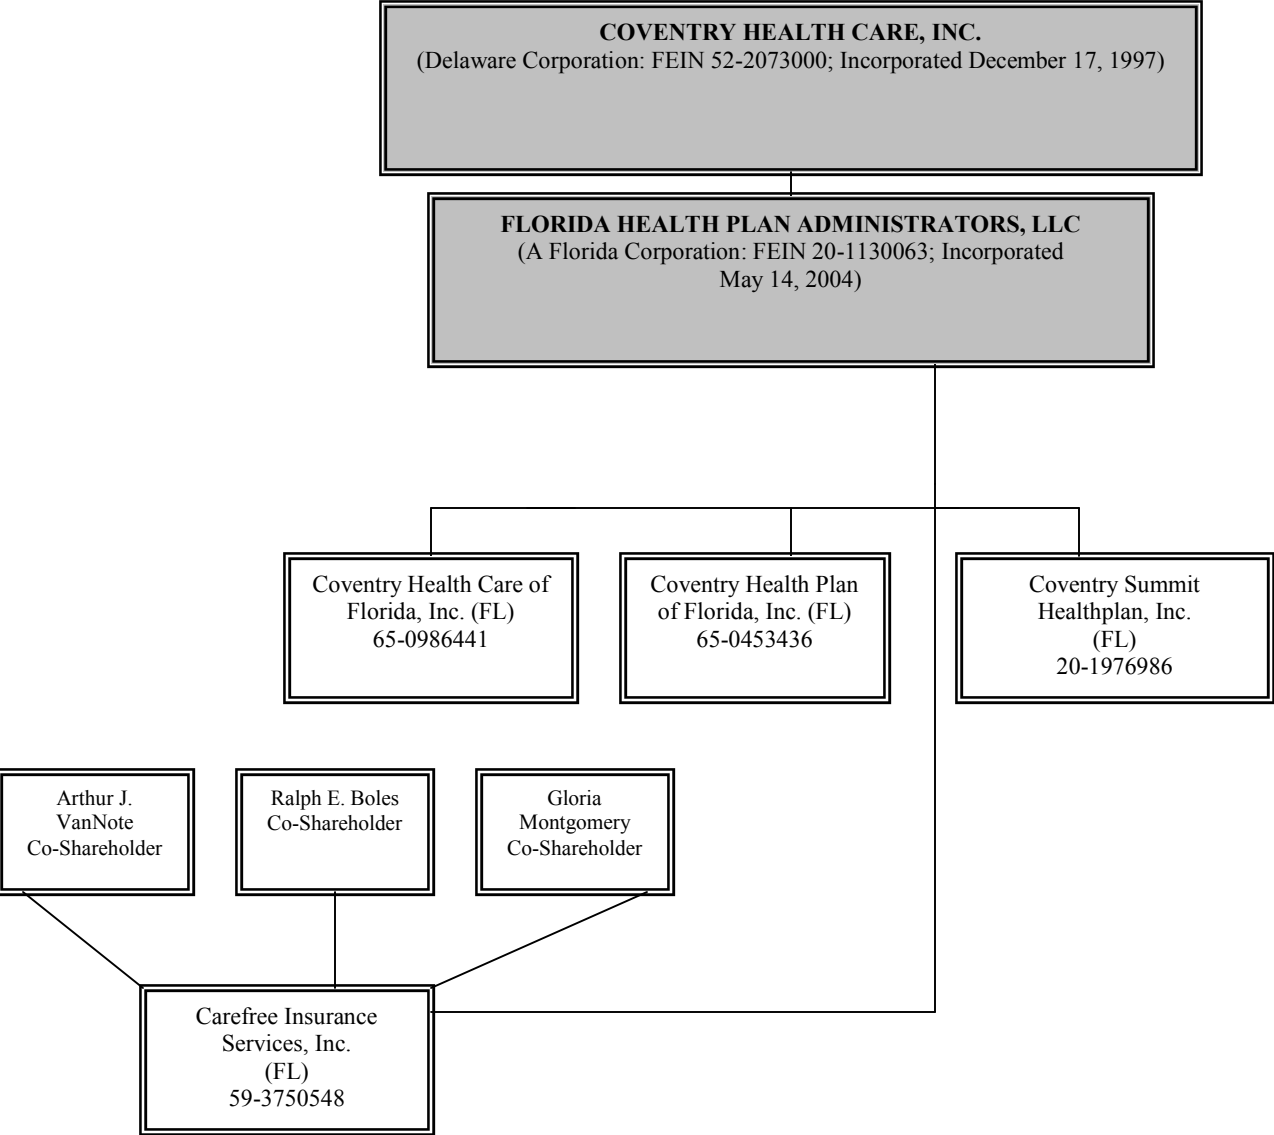 COVENTRY HEALTH CARE, INC.
(Delaware Corporation: FEIN 52-2073000; Incorporated December 17, 1997)
FLORIDA HEALTH PLAN ADMINISTRATORS, LLC
(A Florida Corporation: FEIN 20-1130063; Incorporated
May 14, 2004)
Coventry Health Care of
Florida, Inc. (FL)
65-0986441
Coventry Health Plan
of Florida, Inc. (FL)
65-0453436
Coventry Summit
Healthplan, Inc.
(FL)
20-1976986
Arthur J.
VanNote
Co-Shareholder
Ralph E. Boles
Co-Shareholder
Gloria
Montgomery
Co-Shareholder
Carefree Insurance
Services, Inc.
(FL)
59-3750548